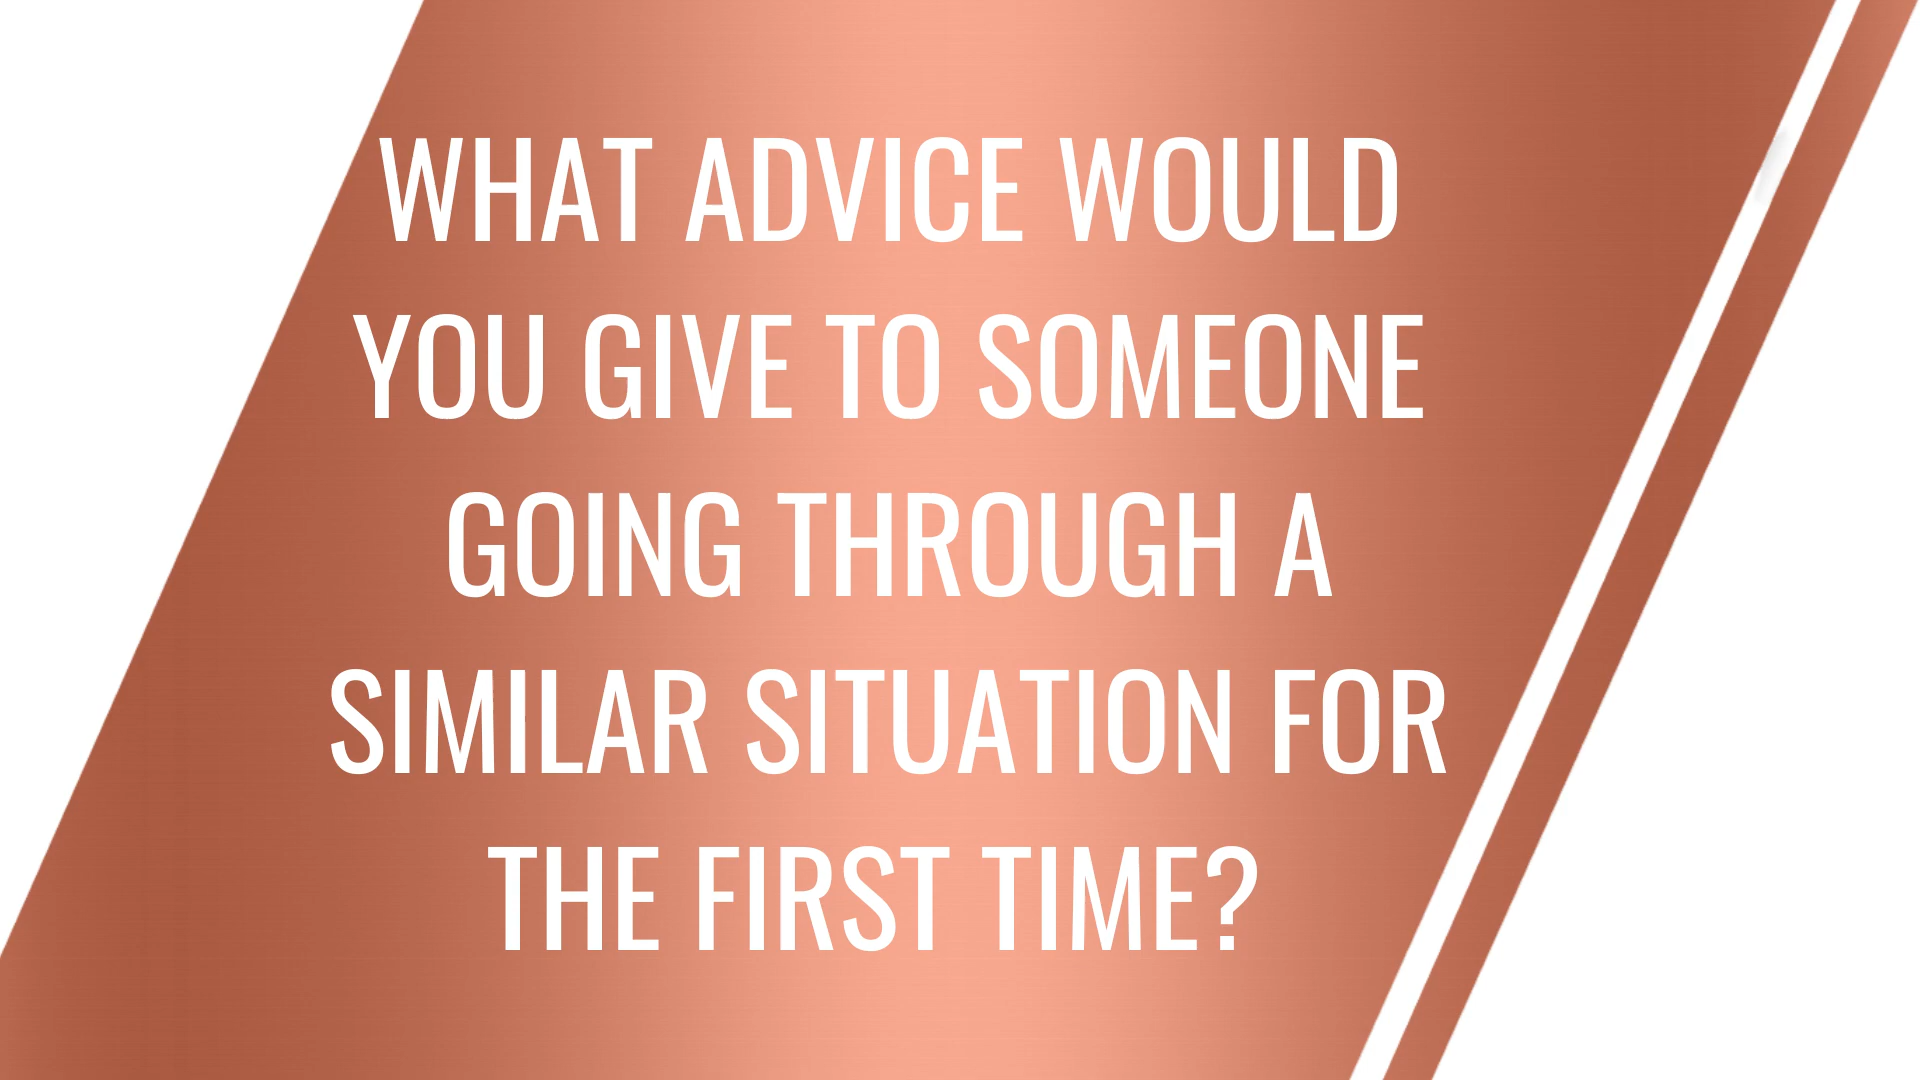 WHAT ADVICE WOULD
YOU GIVE TO SOMEONE
GOING THROUGH A
SIMILAR SITUATION FOR
THE FIRST TIME?